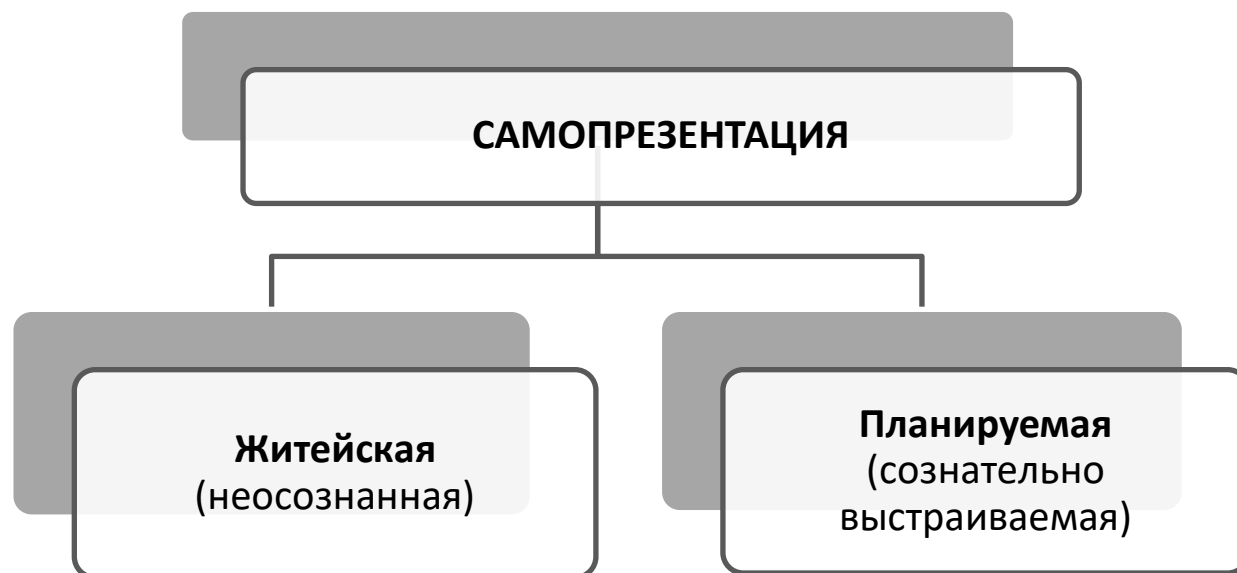 САМОПРЕЗЕНТАЦИЯ
Житейская
(неосознанная)
Планируемая
(сознательно
выстраиваемая)